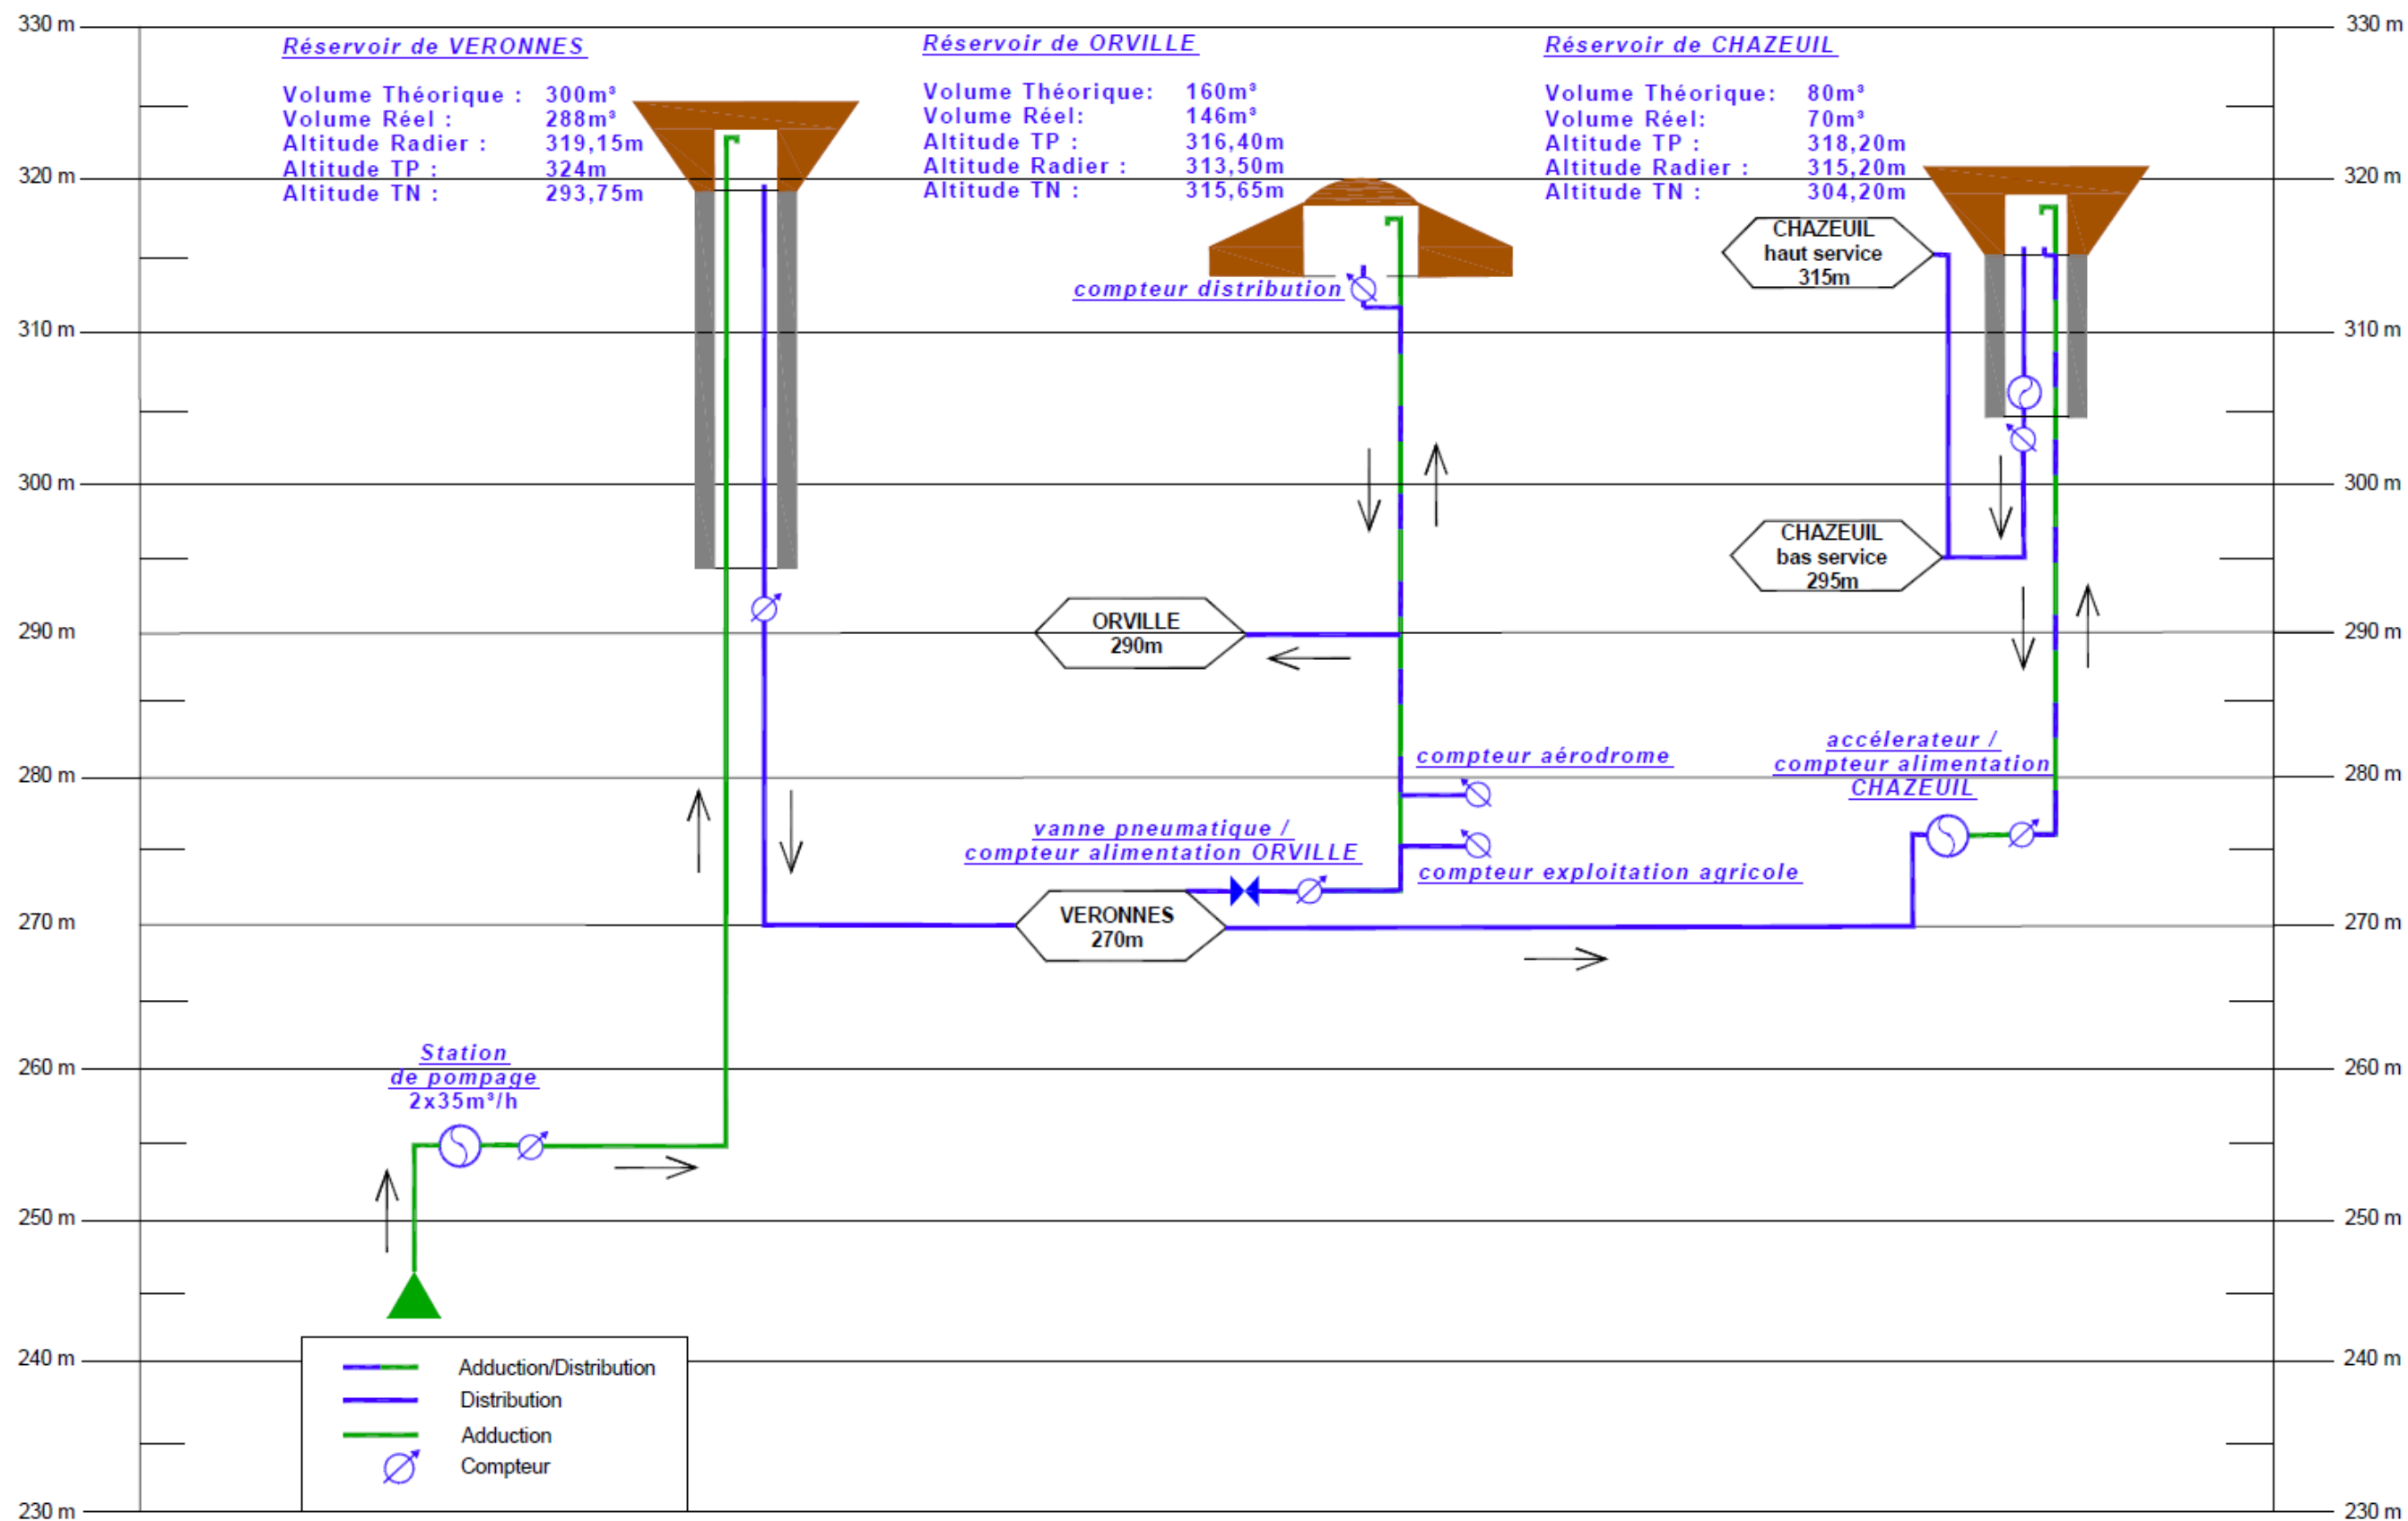 330 m
320 m
310 m
300 m
290 m
280 m
270 m
260 m
250 m
240 m
230 m
Réservoir de VERONNES
Volume Théorique : 300m³
Volume Réel : 288m³
Altitude Radier : 319,15m
Altitude TP : 324m
Altitude TN : 293,75m
Réservoir de ORVILLE
Volume Théorique: 160m³
Volume Réel: 146m³
Altitude TP : 316,40m
Altitude Radier : 313,50m
Altitude TN : 315,65m
Réservoir de CHAZEUIL
Volume Théorique: 80m³
Volume Réel: 70m³
Altitude TP : 318,20m
Altitude Radier : 315,20m
Altitude TN : 304,20m
CHAZEUIL
haut service
315m
compteur distribution
CHAZEUIL
bas service
295m
ORVILLE
290m
compteur aérodrome
accélerateur /
compteur alimentation
CHAZEUIL
vanne pneumatique /
compteur alimentation ORVILLE
compteur exploitation agricole
VERONNES
270m
Station
de pompage
2x35m³/h
Adduction/Distribution
Distribution
Adduction
Compteur
330 m
320 m
310 m
300 m
290 m
280 m
270 m
260 m
250 m
240 m
230 m